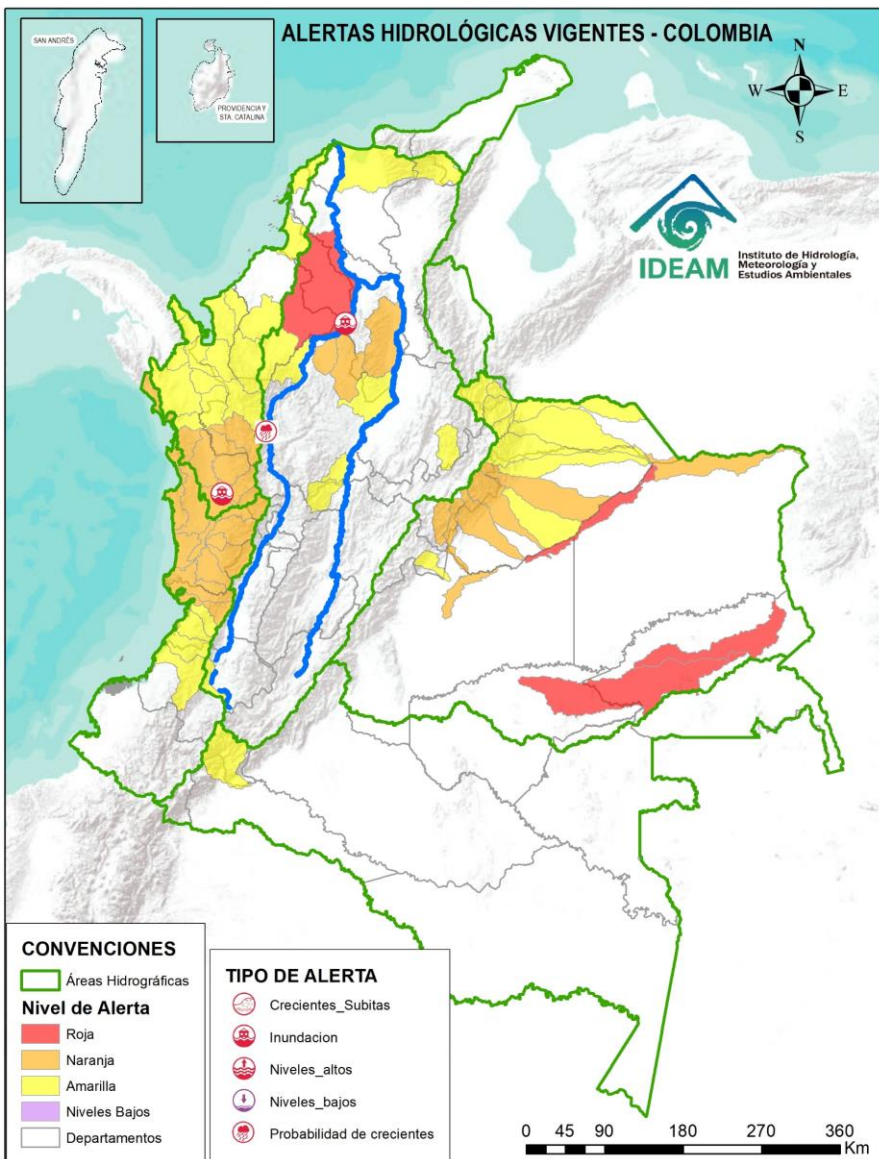 ALERTAS HIDROLÓGICAS VIGENTES - COLOMBIA
SAN ANDRÉS
PROVIDENCIA Y
STA. CATALINA
N
W
E
S
IDEAM
Instituto de Hidrología,
Meteorología y
Estudios Ambientales
CONVENCIONES
Áreas Hidrográficas
Nivel de Alerta
Roja
Naranja
Amarilla
Niveles Bajos
Departamentos
TIPO DE ALERTA
Crecientes_Subitas
Inundacion
Niveles_altos
Niveles_bajos
Probabilidad de crecientes
0 45 90 180 270 360
Km